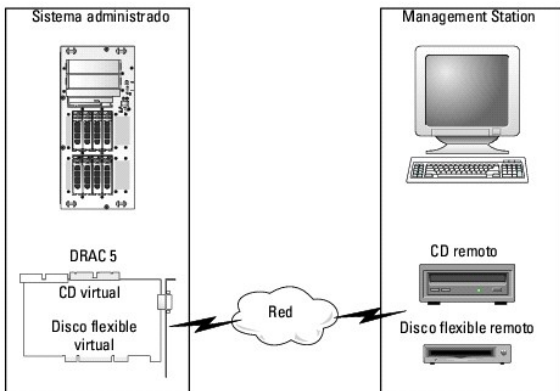 Sistema administrado
Management Station
DRAC 5
CD virtual
Disco flexible
virtual
Red
CD remoto
Disco flexible remoto